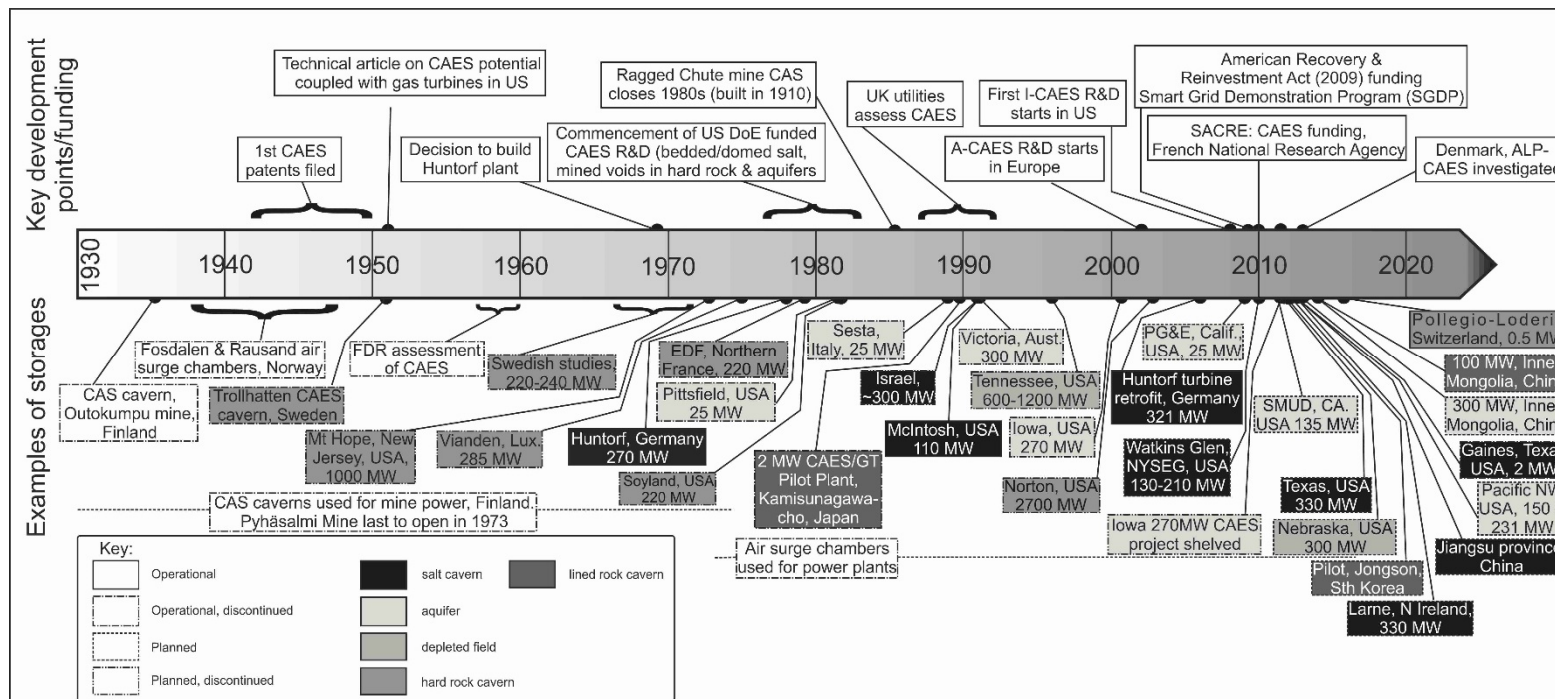 Key development
points/funding
Technical article on CAES potential
coupled with gas turbines in US
1st CAES
patents filed
Decision to build
Huntorf plant
Ragged Chute mine CAS
closes 1980s (built in 1910)
Commencement of US DoE funded
CAES R&D (bedded/domed salt,
mined voids in hard rock & aquifers
UK utilities
assess CAES
First I-CAES R&D
starts in US
A-CAES R&D starts
in Europe
American Recovery &
Reinvestment Act (2009) funding
Smart Grid Demonstration Program (SGDP)
SACRE: CAES funding,
French National Research Agency
Denmark, ALP-
CAES investigated
1930
1940
1950
1960
1970
1980
1990
2000
2010
2020
Examples of storages
CAS cavern,
Outokumpu mine,
Finland
Fosdalen & Rausand air
surge chambers, Norway
Trollhatten CAES
cavern, Sweden
FDR assessment
of CAES
Swedish studies,
220-240 MW
Mt Hope, New
Jersey, USA,
1000 MW
Vianden, Lux.
285 MW
Huntorf, Germany
270 MW
EDF, Northern
France, 220 MW
Pittsfield, USA
25 MW
Soyland, USA
220 MW
Sesta,
Italy, 25 MW
2 MW CAES/GT
Pilot Plant,
Kamisunagawa-
cho, Japan
Israel,
~300 MW
McIntosh, USA
110 MW
Victoria, Aust.
300 MW
Tennessee, USA
600-1200 MW
Iowa, USA
270 MW
Norton, USA
2700 MW
PG&E, Calif.
USA, 25 MW
Huntorf turbine
retrofit, Germany
321 MW
Watkins Glen,
NYSEG, USA
130-210 MW
Iowa 270MW CAES
project shelved
SMUD, CA.
USA 135 MW
Texas, USA
330 MW
Nebraska, USA
300 MW
Pilot, Jongson,
Sth Korea
Larne, N Ireland,
330 MW
Pollegio-Loderi
Switzerland, 0.5 MW
100 MW, Inne
Mongolia, Chin
300 MW, Inne
Mongolia, Chin
Gaines, Texa
USA, 2 MW
Pacific NW
USA, 150
231 MW
Jiangsu province
China
CAS caverns used for mine power, Finland.
Pyhäsalmi Mine last to open in 1973
Air surge chambers
used for power plants
Key:
Operational
Operational, discontinued
Planned
Planned, discontinued
salt cavern
aquifer
depleted field
hard rock cavern
lined rock cavern